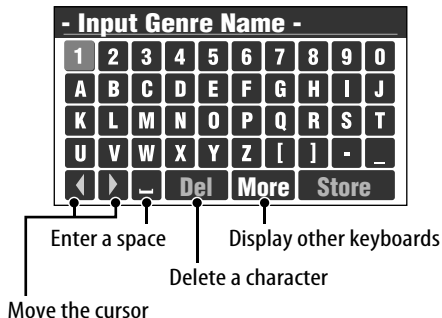 - Input Genre Name -
1 2 3 4 5 6 7 8 9 0
A B C D E F G H I J
K L M N O P Q R S T
U V W X Y Z [ ] - _
Del More Store
Enter a space Display other keyboards
Delete a character
Move the cursor